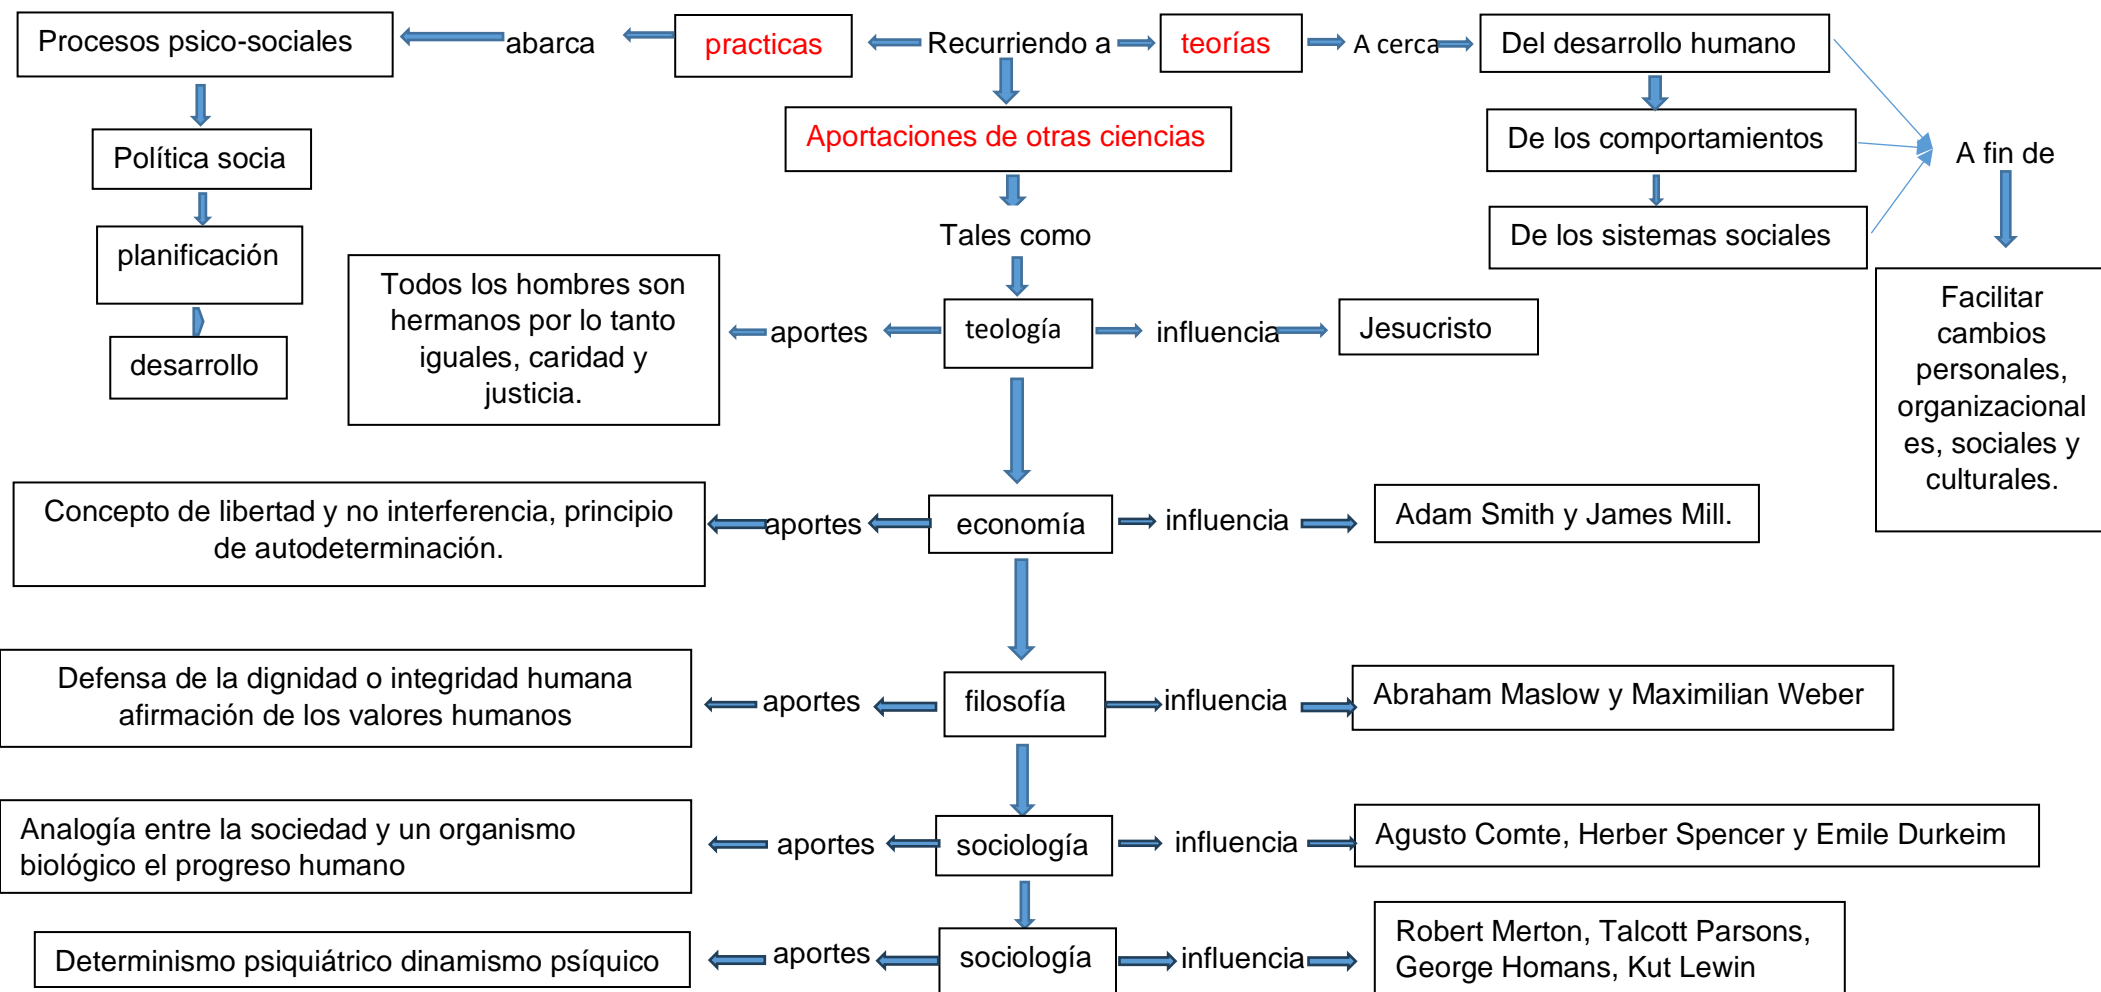 Procesos psico-sociales
abarca
practicas
Recurriendo a
teorías
A cerca
Del desarrollo humano
Aportaciones de otras ciencias
De los comportamientos
A fin de
Política socia
Tales como
De los sistemas sociales
planificación
Todos los hombres son
hermanos por lo tanto
iguales, caridad y
justicia.
aportes
teología
influencia
Jesucristo
Facilitar
cambios
personales,
organizacional
es, sociales y
culturales.
desarrollo
Concepto de libertad y no interferencia, principio
de autodeterminación.
aportes
economía
influencia
Adam Smith y James Mill.
Defensa de la dignidad o integridad humana
afirmación de los valores humanos
aportes
filosofía
influencia
Abraham Maslow y Maximilian Weber
Analogía entre la sociedad y un organismo
biológico el progreso humano
aportes
sociología
influencia
Agusto Comte, Herber Spencer y Emile Durkeim
Determinismo psiquiátrico dinamismo psíquico
aportes
sociología
influencia
Robert Merton, Talcott Parsons,
George Homans, Kut Lewin